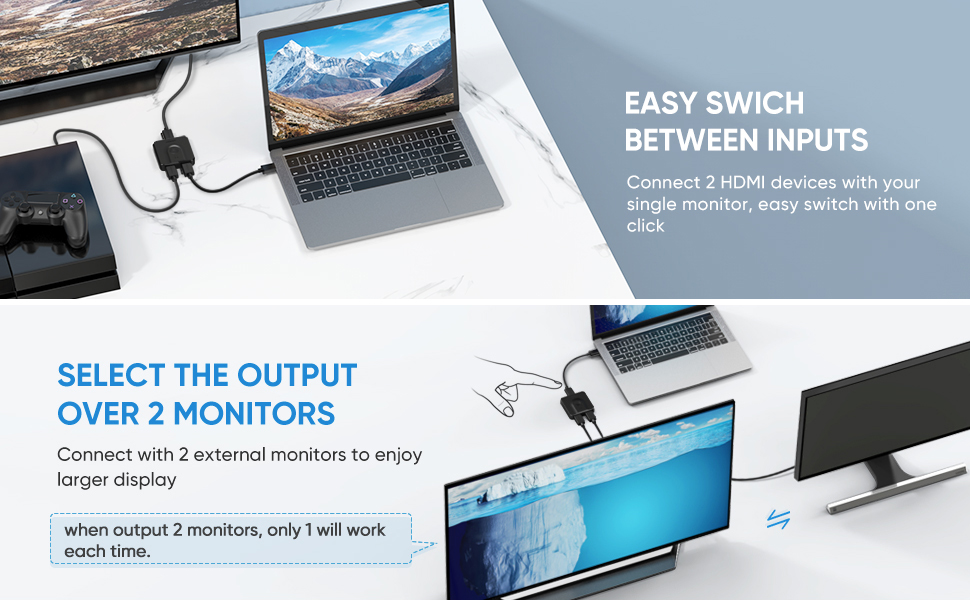 EASY SWICH
BETWEEN INPUTS
Connect 2 HDMI devices with your
single monitor, easy switch with one
click
SELECT THE OUTPUT
OVER 2 MONITORS
Connect with 2 external monitors to enjoy
larger display
when output 2 monitors, only 1 will work
each time.